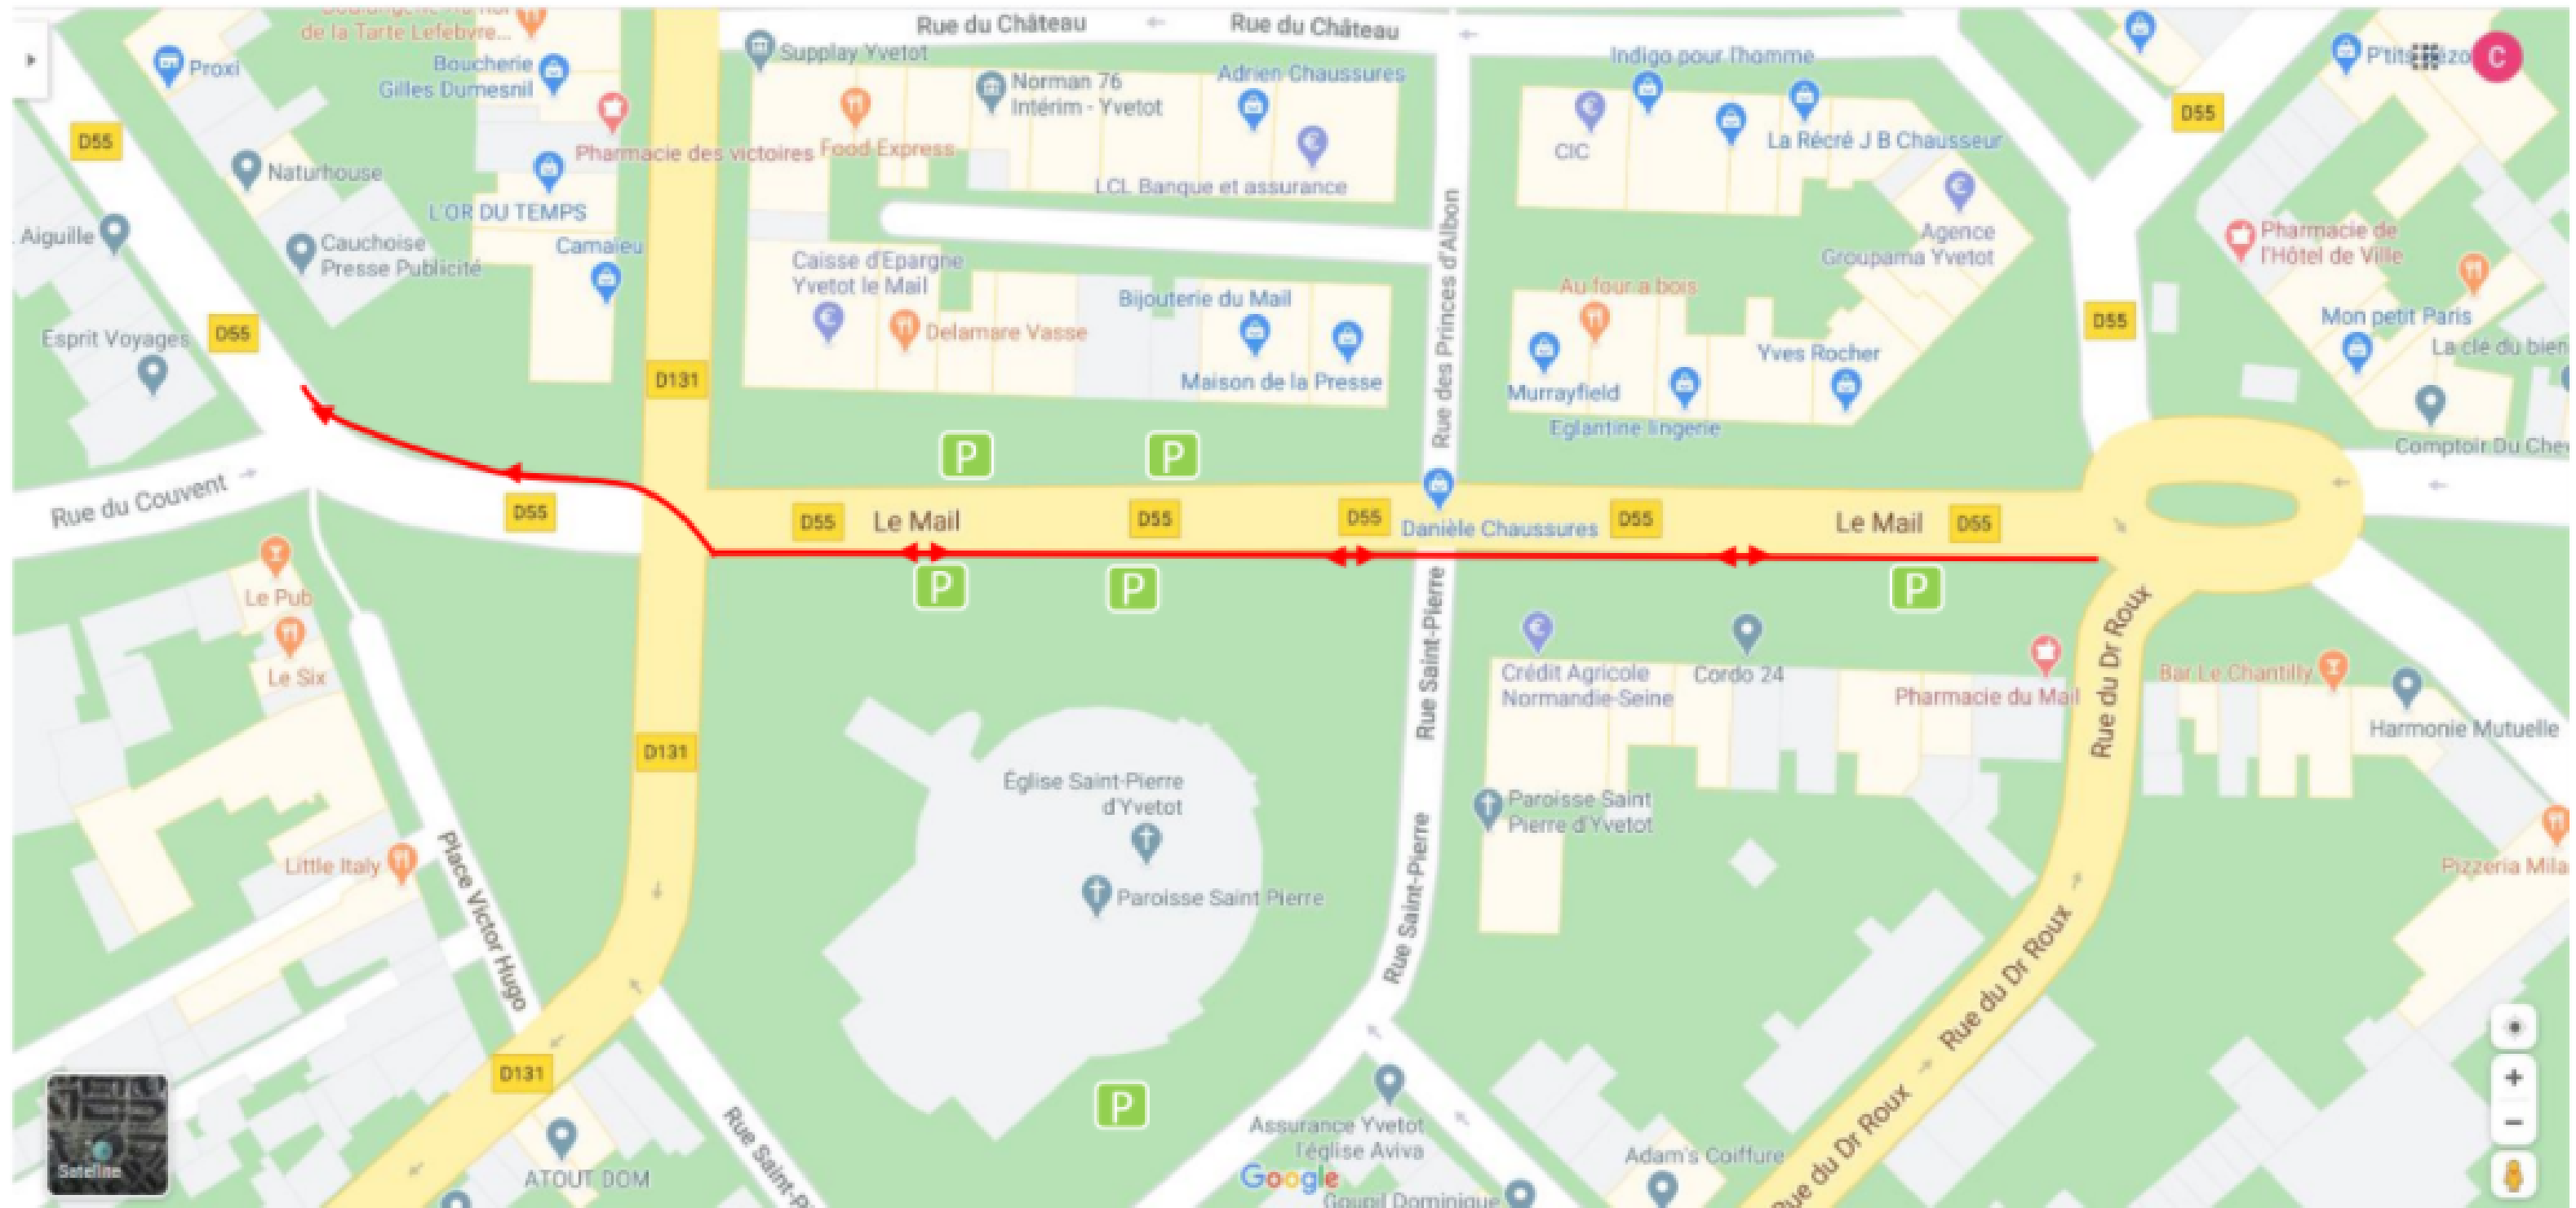 de la Tarte Lefebvre...
Rue du Château
Rue du Château
Supplay Yvetot
Proxi
Boucherie
Gilles Dumesnil
Norman 76
Intérim - Yvetot
Adrien Chaussures
Indigo pour l'homme
C
D55
D55
Pharmacie des victoires
Food Express
CIC
La Récré J B Chausseur
Naturhouse
LCL Banque et assurance
L'OR DU TEMPS
Aiguille
Cauchoise
Presse Publicité
Camaïeu
Caisse d'Epargne
Yvetot le Mail
Rue des Princes d'Albon
Agence
Groupama Yvetot
Pharmacie de
l'Hôtel de Ville
Bijouterie du Mail
Au four a bois
D55
Mon petit Paris
Esprit Voyages
D55
Delamare Vasse
Yves Rocher
La clé du bien
D131
Maison de la Presse
Murrayfield
Eglantine lingerie
Comptoir Du Che
P
P
Rue du Couvent
D55
D55
Le Mail
D55
D55
Danièle Chaussures
D55
Le Mail
D55
P
P
P
Le Pub
Le Six
Rue Saint-Pierre
Crédit Agricole
Normandie-Seine
Cordo 24
Pharmacie du Mail
Rue du Dr Roux
Bar Le Chantilly
Harmonie Mutuelle
D131
Église Saint-Pierre
d'Yvetot
Paroisse Saint
Pierre d'Yvetot
Little Italy
Place Victor Hugo
Paroisse Saint Pierre
Rue Saint-Pierre
Rue du Dr Roux
Pizzeria Mila
D131
P
Rue Saint-Pi
Assurance Yvetot
l'église Aviva
Adam's Coiffure
Rue du Dr Roux
Satellite
ATOUT DOM
Google
Goupil Dominique